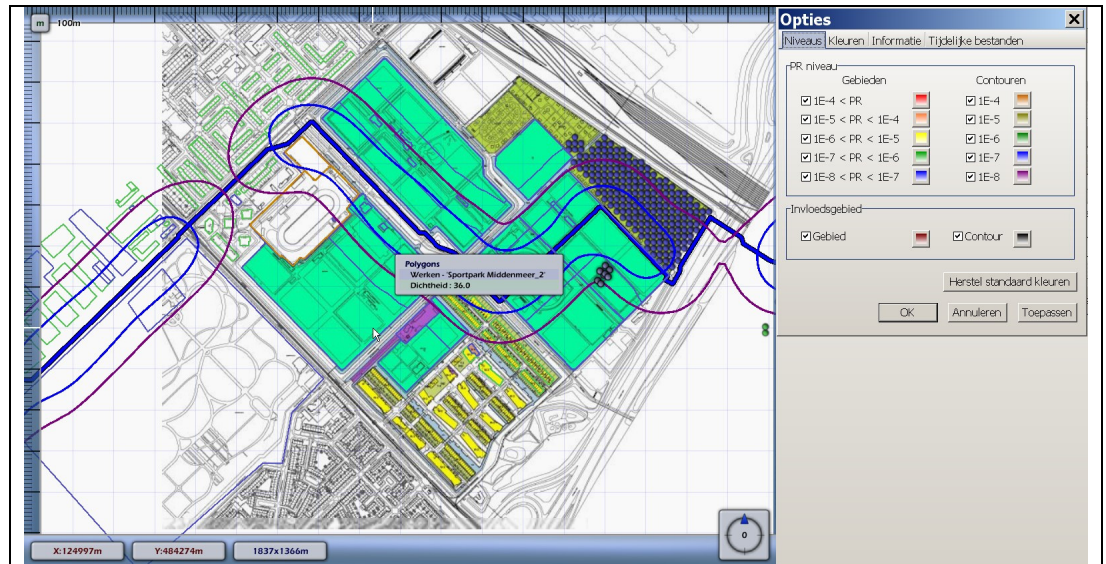 m
100m
Polygons
Werken - 'Sportpark Middenmeer_2'
Dichtheid : 36.0
X:124997m
Y:484274m
1837x1366m
0
Opties
Niveaus Kleuren Informatie Tijdelijke bestanden
PR niveau
Gebieden Contouren
1E-4 < PR 1E-4
1E-5 < PR < 1E-4 1E-5
1E-6 < PR < 1E-5 1E-6
1E-7 < PR < 1E-6 1E-7
1E-8 < PR < 1E-7 1E-8
Invloedsgebied
Gebied Contour
Herstel standaard kleuren
OK Annuleren Toepassen